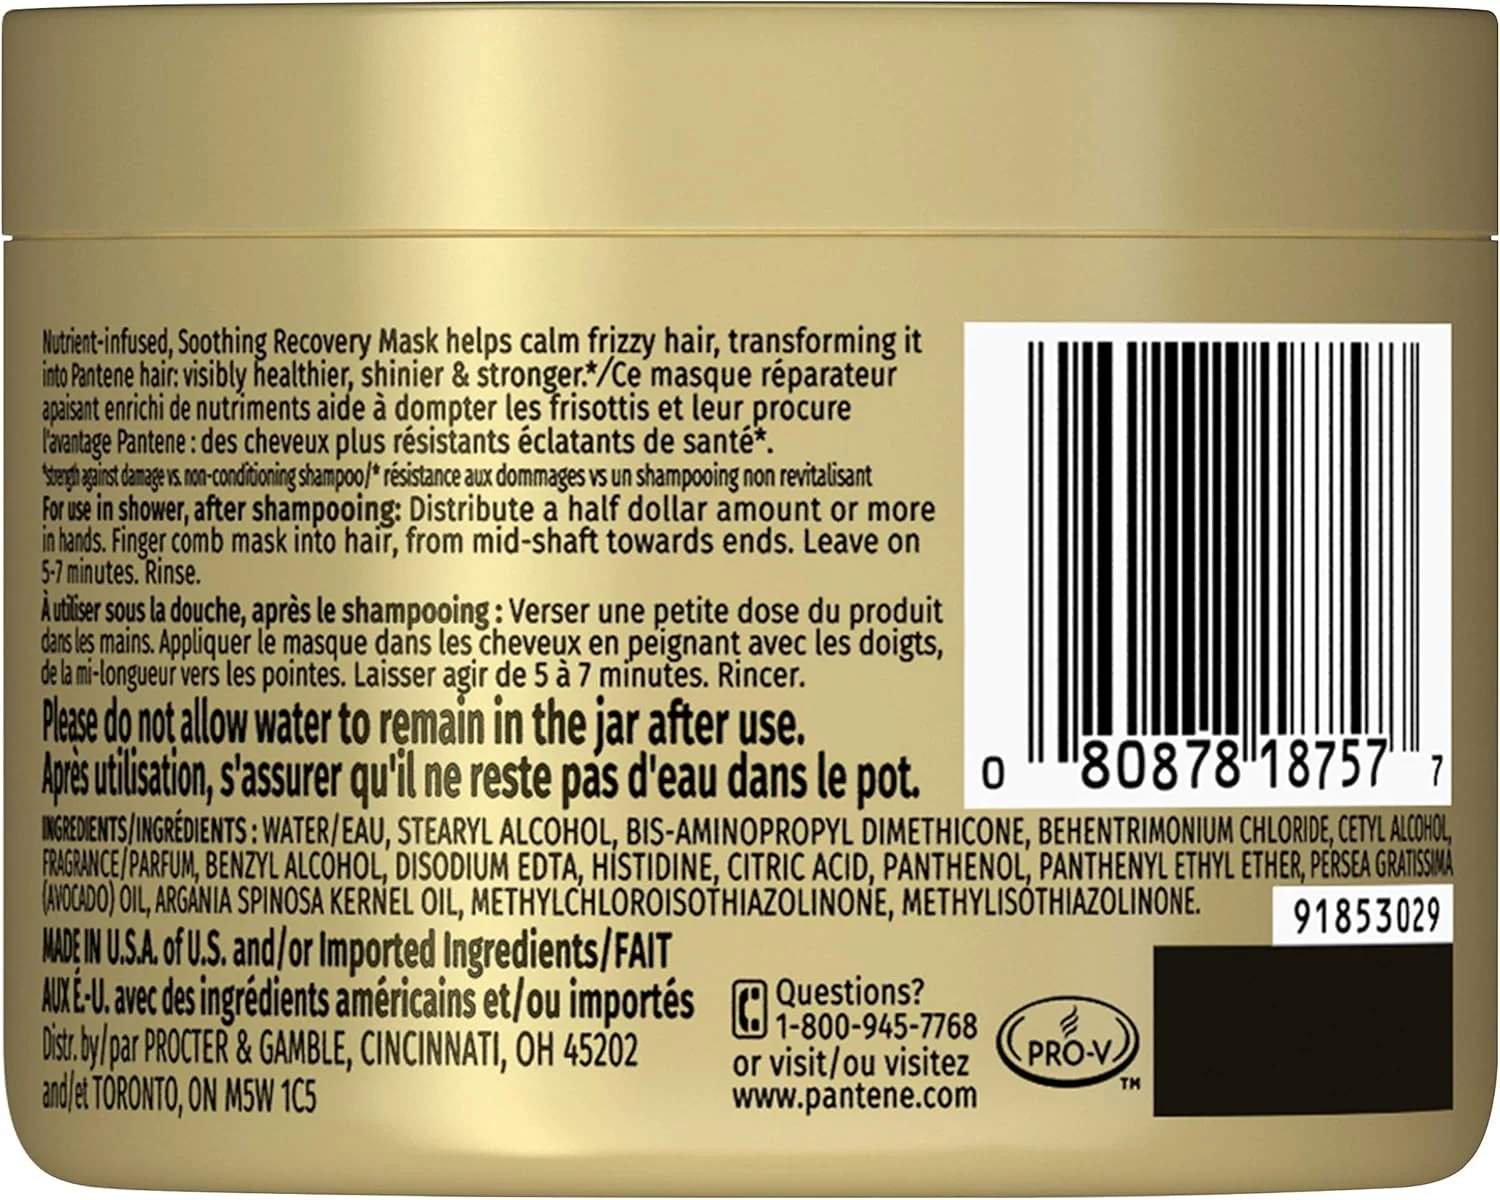 Nutrient-infused, Soothing Recovery Mask helps calm frizzy hair, transforming it
into Pantene hair: visibly healthier, shinier & stronger.*/Ce masque réparateur
apaisant enrichi de nutriments aide à dompter les frisottis et leur procure
l'avantage Pantene : des cheveux plus résistants éclatants de santé*.
*strength against damage vs. non-conditioning shampoo/* résistance aux dommages vs un shampooing non revitalisant
For use in shower, after shampooing: Distribute a half dollar amount or more
in hands. Finger comb mask into hair, from mid-shaft towards ends. Leave on
5-7 minutes. Rinse.
À utiliser sous la douche, après le shampooing : Verser une petite dose du produit
dans les mains. Appliquer le masque dans les cheveux en peignant avec les doigts,
de la mi-longueur vers les pointes. Laisser agir de 5 à 7 minutes. Rincer.
Please do not allow water to remain in the jar after use.
Après utilisation, s'assurer qu'il ne reste pas d'eau dans le pot.
0 80878 18757 7
INGREDIENTS/INGRÉDIENTS : WATER/EAU, STEARYL ALCOHOL, BIS-AMINOPROPYL DIMETHICONE, BEHENTRIMONIUM CHLORIDE, CETYL ALCOHOL,
FRAGRANCE/PARFUM, BENZYL ALCOHOL, DISODIUM EDTA, HISTIDINE, CITRIC ACID, PANTHENOL, PANTHENYL ETHYL ETHER, PERSEA GRATISSIMA
(AVOCADO) OIL, ARGANIA SPINOSA KERNEL OIL, METHYLCHLOROISOTHIAZOLINONE, METHYLISOTHIAZOLINONE.
91853029
MADE IN U.S.A. of U.S. and/or Imported Ingredients/FAIT
AUX É.-U. avec des ingrédients américains et/ou importés
Distr. by/par PROCTER & GAMBLE, CINCINNATI, OH 45202
and/et TORONTO, ON M5W 1C5
Questions?
1-800-945-7768
or visit/ou visitez
www.pantene.com
PRO-V
TM